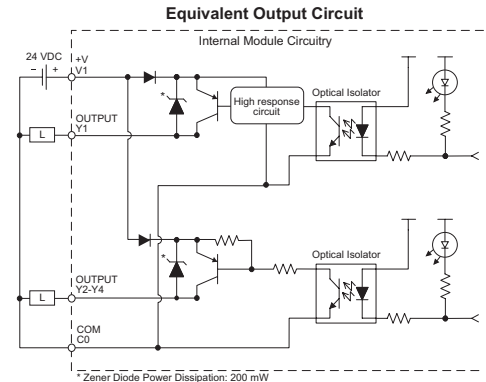 Equivalent Output Circuit
Internal Module Circuitry
24 VDC
– +
+V
V1
*
High response
circuit
Optical Isolator
OUTPUT
Y1
L
*
Optical Isolator
OUTPUT
Y2-Y4
L
COM
C0
* Zener Diode Power Dissipation: 200 mW